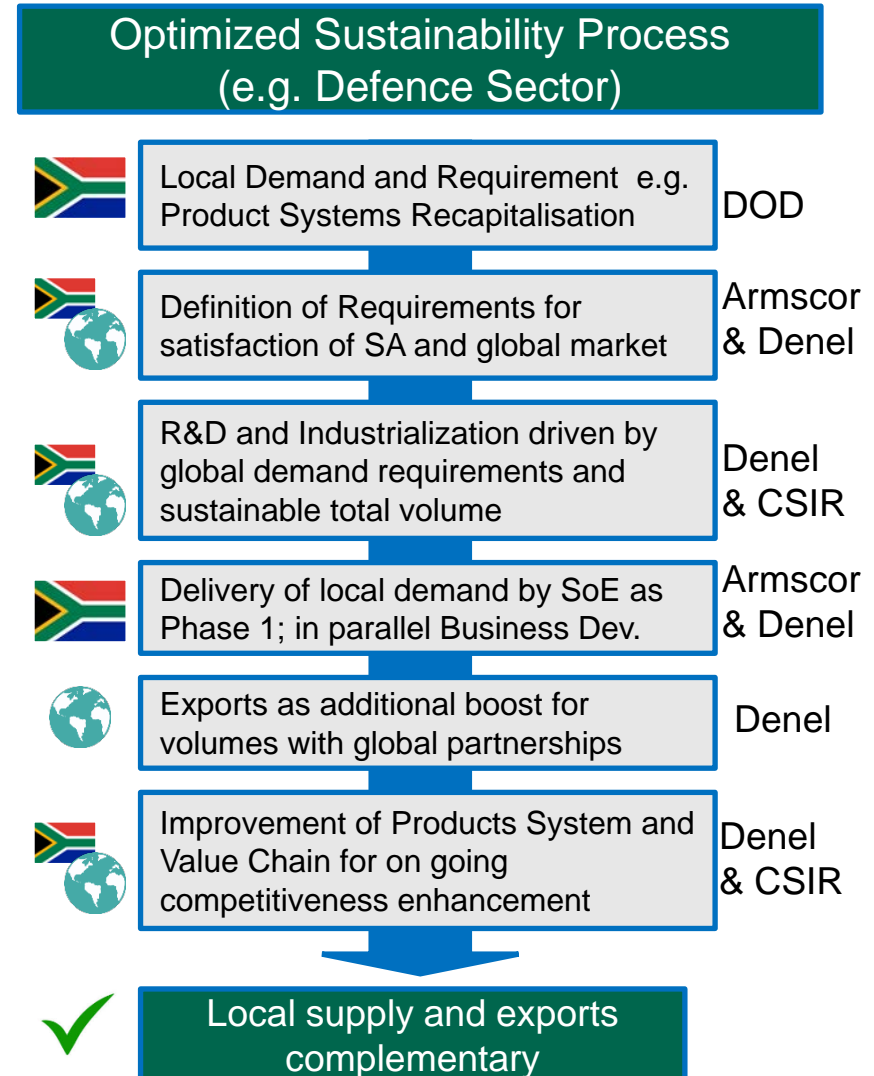 Optimized Sustainability Process
(e.g. Defence Sector)
Local Demand and Requirement e.g.
Product Systems Recapitalisation
DOD
Definition of Requirements for
satisfaction of SA and global market
Armscor
& Denel
R&D and Industrialization driven by
global demand requirements and
sustainable total volume
Denel
& CSIR
Delivery of local demand by SoE as
Phase 1; in parallel Business Dev.
Armscor
& Denel
Exports as additional boost for
volumes with global partnerships
Denel
Improvement of Products System and
Value Chain for on going
competitiveness enhancement
Denel
& CSIR
Local supply and exports
complementary